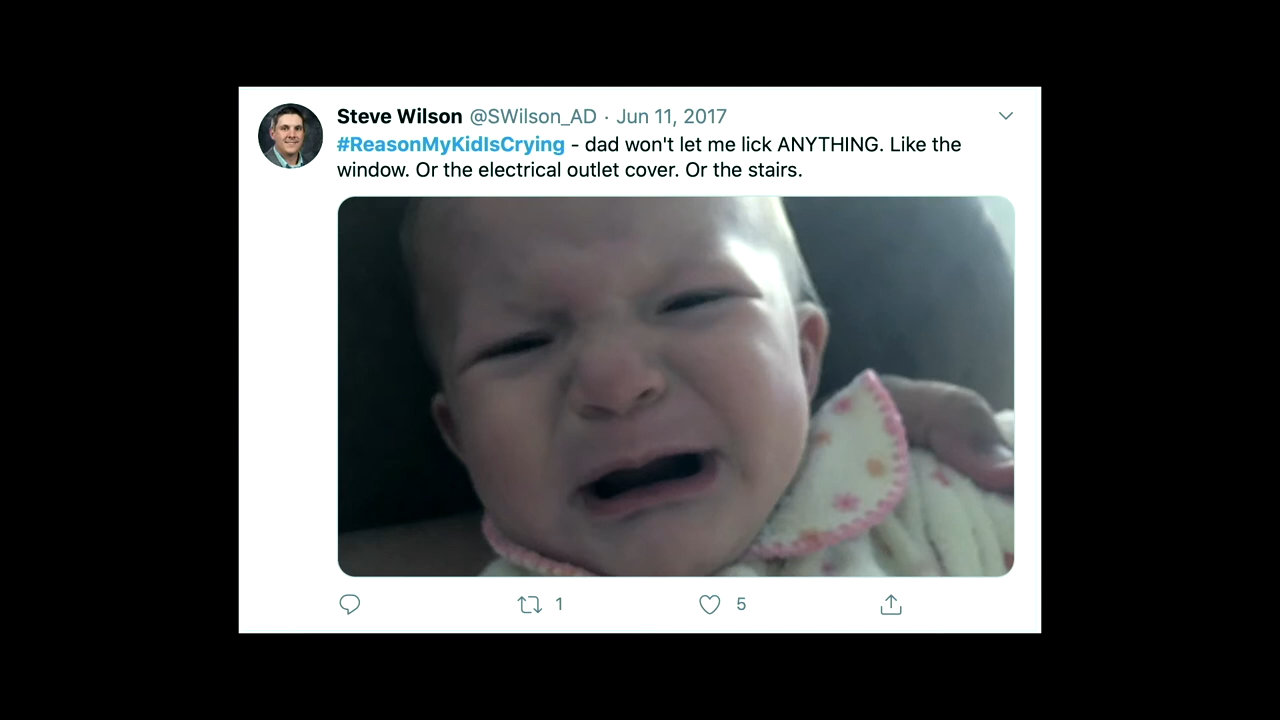 Steve Wilson @SWilson_AD · Jun 11, 2017
#ReasonMyKidIsCrying - dad won't let me lick ANYTHING. Like the
window. Or the electrical outlet cover. Or the stairs.
1 5